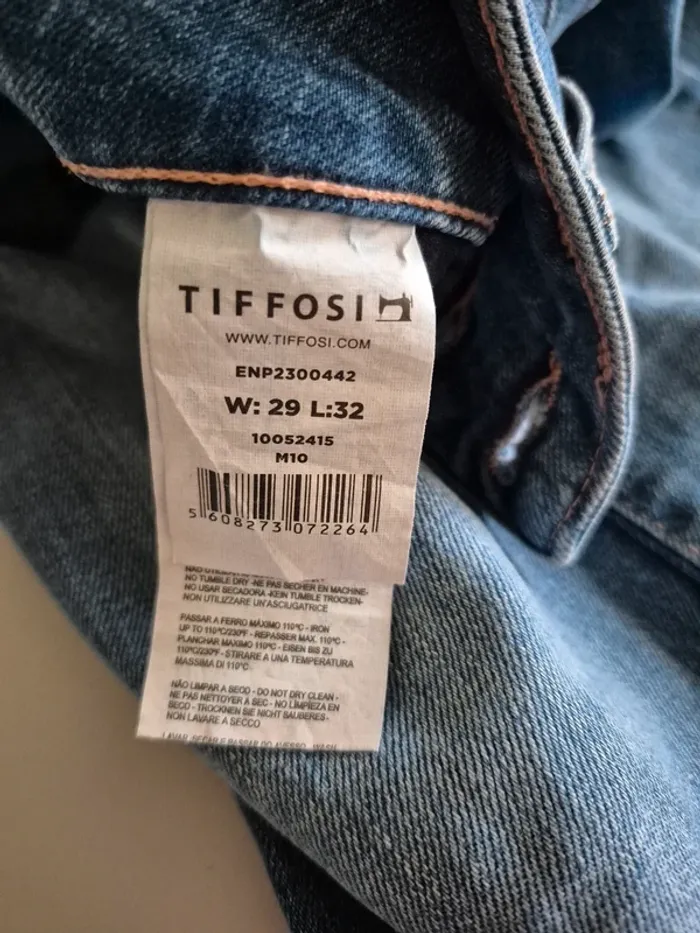 TIFFOSI
WWW.TIFFOSI.COM
ENP2300442
W: 29 L:32
10052415
M10
5 608273 072264
NO TUMBLE DRY -NE PAS SECHER EN MACHINE-
NO USAR SECADORA -KEIN TUMBLE TROCKEN-
NON UTILIZZARE UN'ASCIUGATRICE
PASSAR A FERRO MÁXIMO 110ºC - IRON
UP TO 110ºC/230ºF - REPASSER MAX. 110ºC -
PLANCHAR MAXIMO 110ºC - EISEN BIS ZU
110ºC/230ºF - STIRARE A UNA TEMPERATURA
MASSIMA DI 110ºC
NÃO LIMPAR A SECO - DO NOT DRY CLEAN -
NE PAS NETTOYER A SEC - NO LIMPIEZA EN
SECO - TROCKNEN SIE NICHT SAUBERES -
NON LAVARE A SECCO